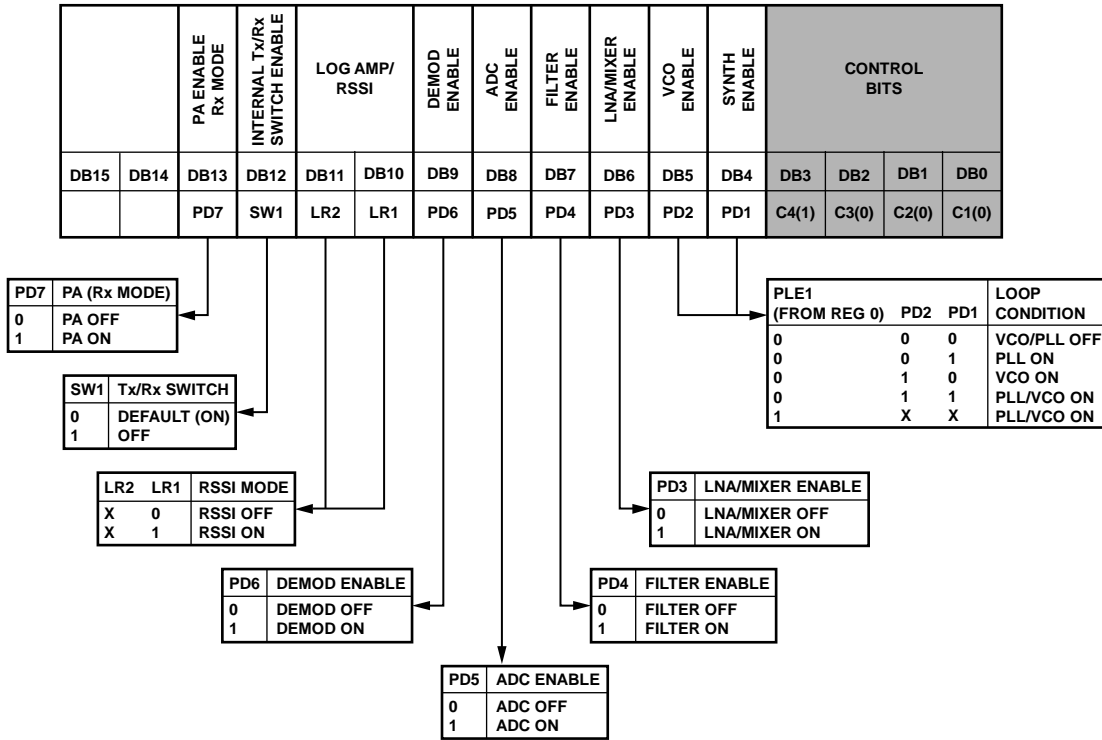 PA ENABLE
Rx MODE
INTERNAL Tx/Rx
SWITCH ENABLE
LOG AMP/
RSSI
DEMOD
ENABLE
ADC
ENABLE
FILTER
ENABLE
LNA/MIXER
ENABLE
VCO
ENABLE
SYNTH
ENABLE
CONTROL
BITS
DB15 DB14 DB13 DB12 DB11 DB10 DB9 DB8 DB7 DB6 DB5 DB4 DB3 DB2 DB1 DB0
PD7 SW1 LR2 LR1 PD6 PD5 PD4 PD3 PD2 PD1 C4(1) C3(0) C2(0) C1(0)
PD7 PA (Rx MODE)
0 PA OFF
1 PA ON
PLE1
(FROM REG 0) PD2 PD1 LOOP
CONDITION
0 0 0 VCO/PLL OFF
0 0 1 PLL ON
0 1 0 VCO ON
0 1 1 PLL/VCO ON
1 X X PLL/VCO ON
SW1 Tx/Rx SWITCH
0 DEFAULT (ON)
1 OFF
LR2 LR1 RSSI MODE
X 0 RSSI OFF
X 1 RSSI ON
PD3 LNA/MIXER ENABLE
0 LNA/MIXER OFF
1 LNA/MIXER ON
PD6 DEMOD ENABLE
0 DEMOD OFF
1 DEMOD ON
PD4 FILTER ENABLE
0 FILTER OFF
1 FILTER ON
PD5 ADC ENABLE
0 ADC OFF
1 ADC ON